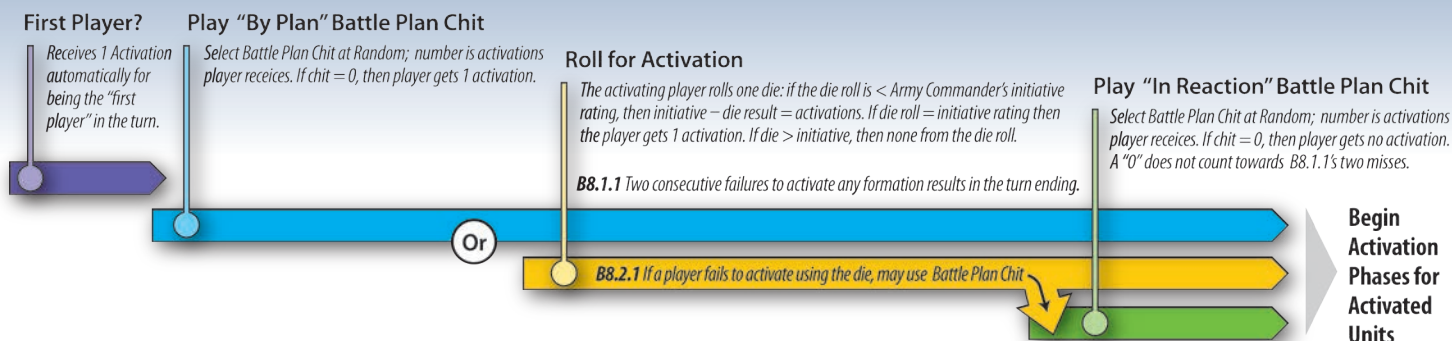 First Player?
Receives 1 Activation
automatically for
being the "first
player" in the turn.
Play "By Plan" Battle Plan Chit
Select Battle Plan Chit at Random; number is activations
player receices. If chit = 0, then player gets 1 activation.
Roll for Activation
The activating player rolls one die: if the die roll is < Army Commander's initiative
rating, then initiative – die result = activations. If die roll = initiative rating then
the player gets 1 activation. If die > initiative, then none from the die roll.
B8.1.1 Two consecutive failures to activate any formation results in the turn ending.
Play "In Reaction" Battle Plan Chit
Select Battle Plan Chit at Random; number is activations
player receices. If chit = 0, then player gets no activation.
A "0" does not count towards B8.1.1's two misses.
Or
B8.2.1 If a player fails to activate using the die, may use Battle Plan Chit
Begin
Activation
Phases for
Activated
Units